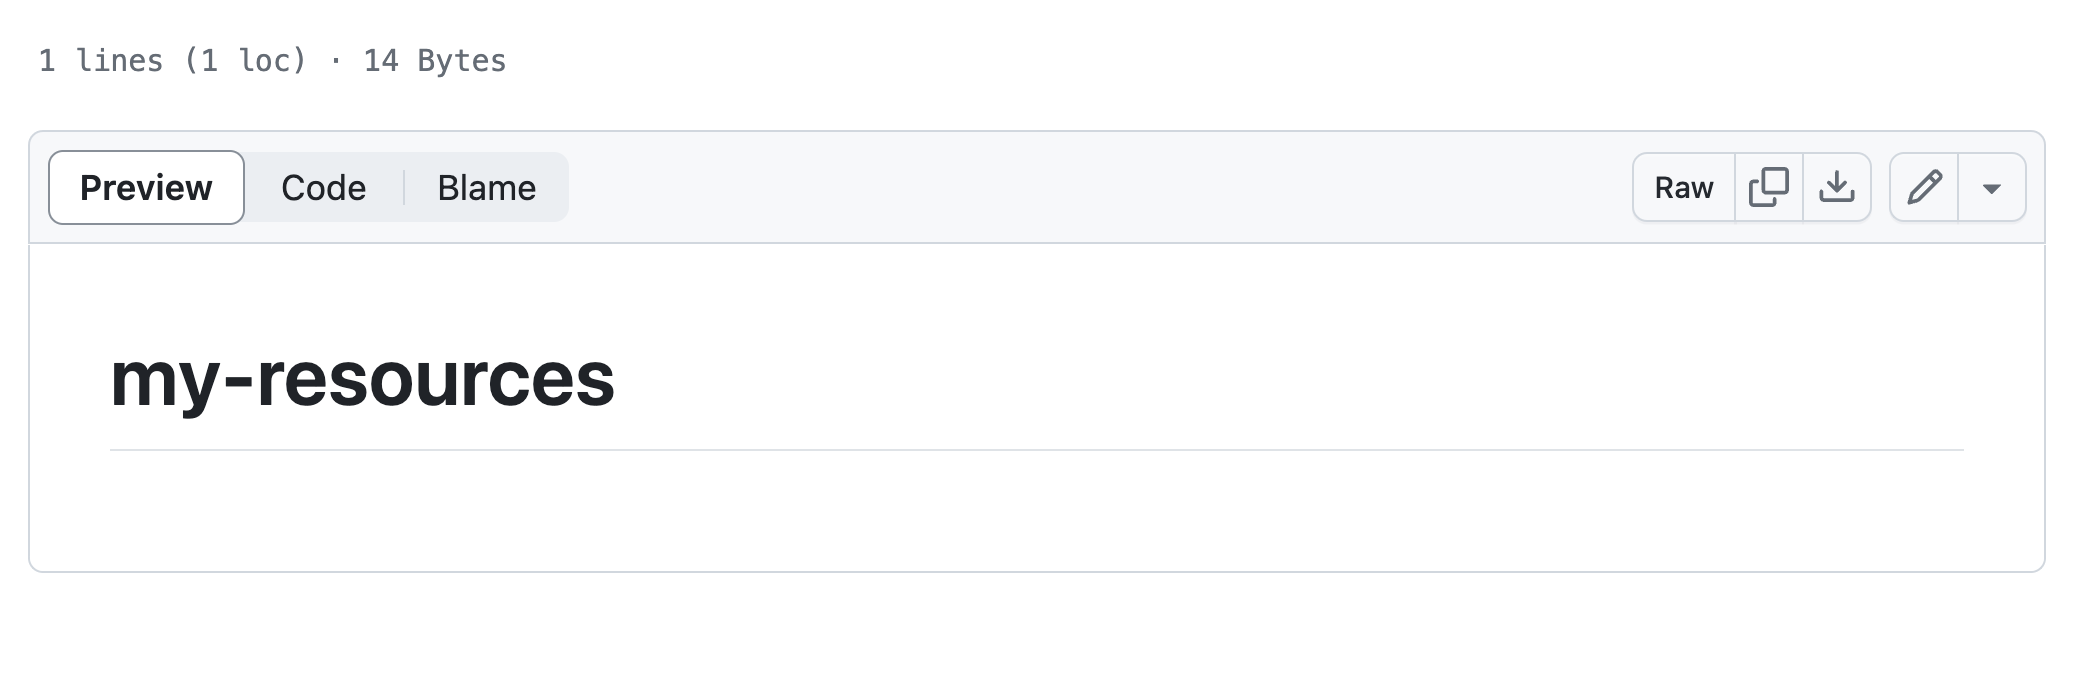 1 lines (1 loc) · 14 Bytes
Preview Code Blame Raw
my-resources